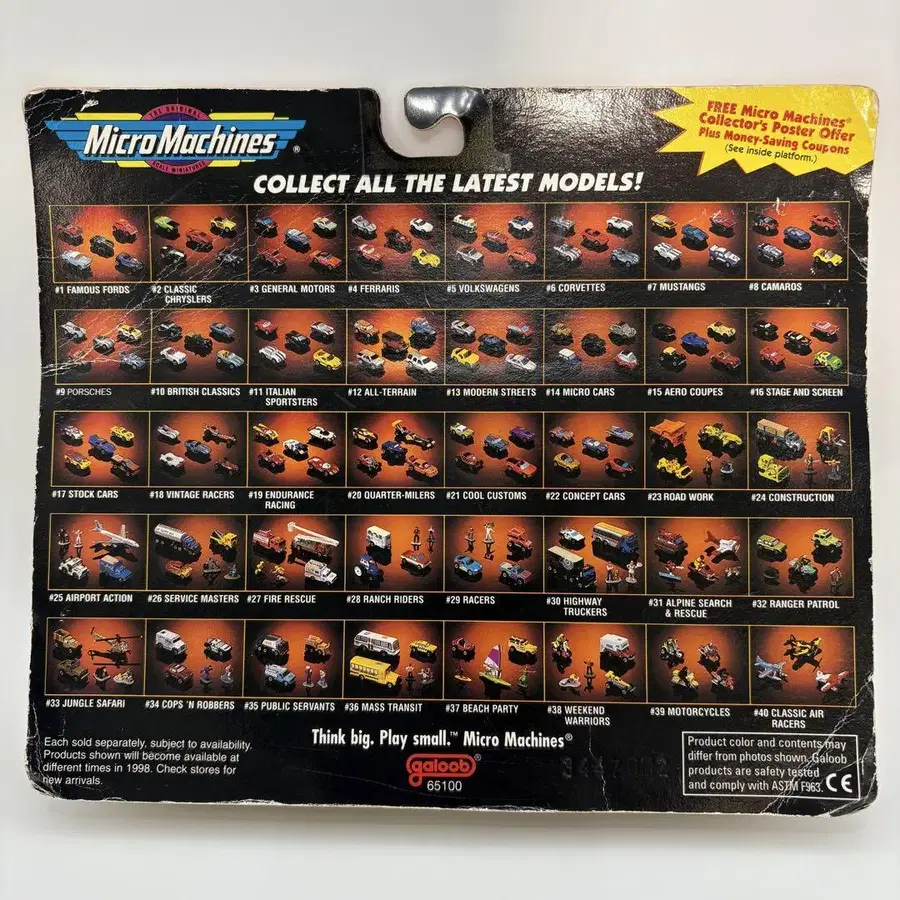 THE ORIGINAL
MicroMachines®
SCALE MINIATURES
FREE Micro Machines®
Collector's Poster Offer
Plus Money-Saving Coupons
(See inside platform.)
COLLECT ALL THE LATEST MODELS!
#1 FAMOUS FORDS
#2 CLASSIC
CHRYSLERS
#3 GENERAL MOTORS
#4 FERRARIS
#5 VOLKSWAGENS
#6 CORVETTES
#7 MUSTANGS
#8 CAMAROS
#9 PORSCHES
#10 BRITISH CLASSICS
#11 ITALIAN
SPORTSTERS
#12 ALL-TERRAIN
#13 MODERN STREETS
#14 MICRO CARS
#15 AERO COUPES
#16 STAGE AND SCREEN
#17 STOCK CARS
#18 VINTAGE RACERS
#19 ENDURANCE
RACING
#20 QUARTER-MILERS
#21 COOL CUSTOMS
#22 CONCEPT CARS
#23 ROAD WORK
#24 CONSTRUCTION
#25 AIRPORT ACTION
#26 SERVICE MASTERS
#27 FIRE RESCUE
#28 RANCH RIDERS
#29 RACERS
#30 HIGHWAY
TRUCKERS
#31 ALPINE SEARCH
& RESCUE
#32 RANGER PATROL
#33 JUNGLE SAFARI
#34 COPS 'N ROBBERS
#35 PUBLIC SERVANTS
#36 MASS TRANSIT
#37 BEACH PARTY
#38 WEEKEND
WARRIORS
#39 MOTORCYCLES
#40 CLASSIC AIR
RACERS
Each sold separately, subject to availability.
Products shown will become available at
different times in 1998. Check stores for
new arrivals.
Think big. Play small.™ Micro Machines®
galoob®
65100
Product color and contents may
differ from photos shown. Galoob
products are safety tested
and comply with ASTM F963. CE